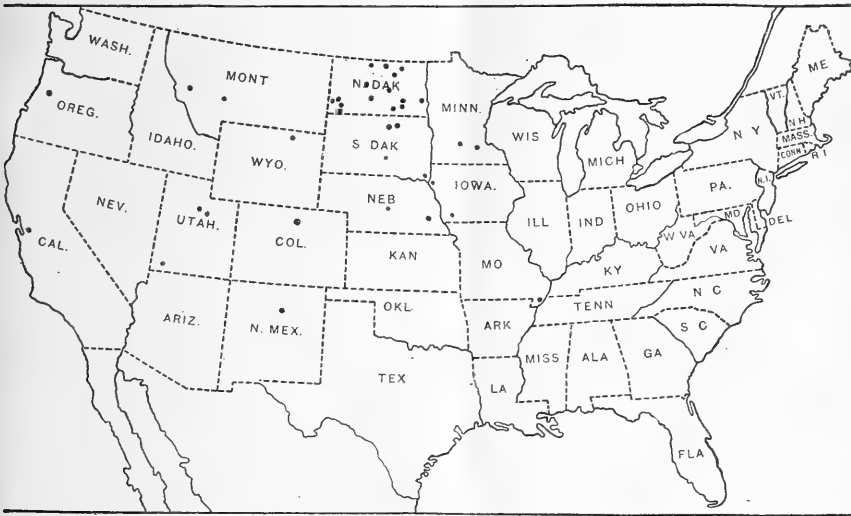 WASH.
MONT
N. DAK
MINN.
ME
OREG.
IDAHO.
WYO.
S DAK
WIS
MICH
N Y
VT.
N H
MASS.
CONN
R I
NEV.
UTAH.
COL.
NEB
IOWA.
ILL
IND
OHIO
PA.
N.J.
MD
DEL
CAL.
KAN
MO
KY
W VA
VA
ARIZ.
N. MEX.
OKL.
ARK
TENN
N C
S C
TEX
LA
MISS
ALA
GA
FLA